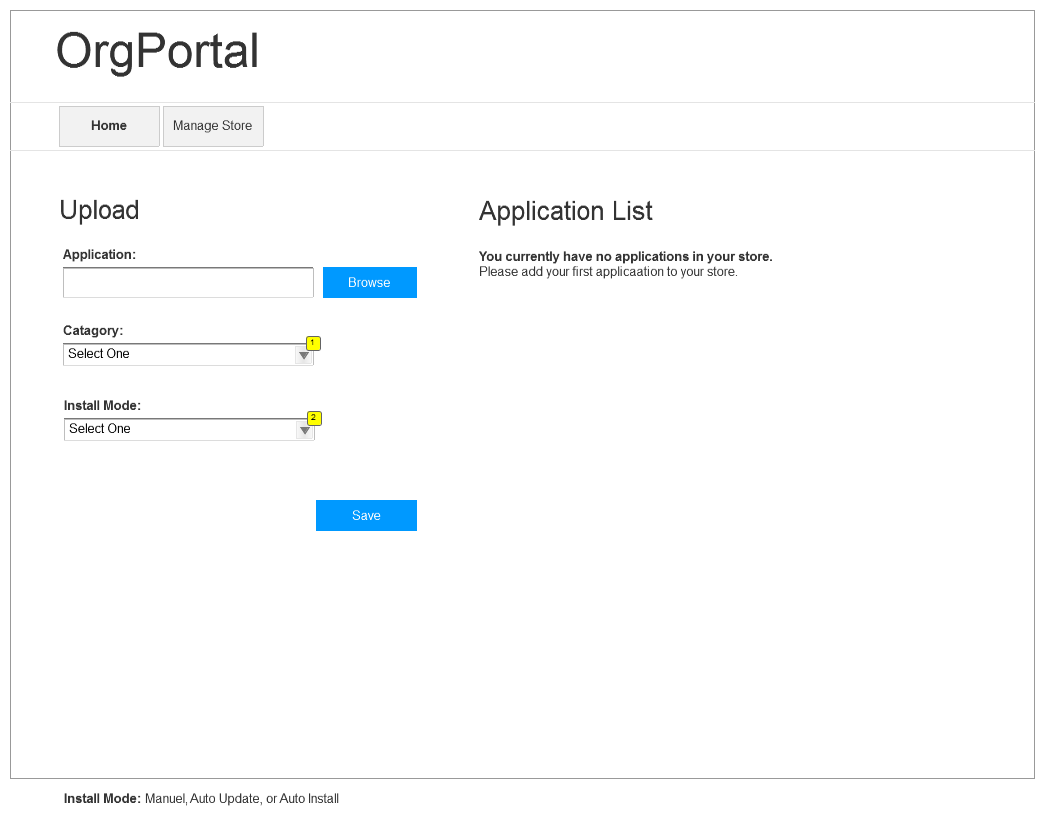 OrgPortal
Home
Manage Store
Upload
Application:
Browse
Catagory:
1
Select One
Install Mode:
2
Select One
Save
Application List
You currently have no applications in your store.
Please add your first applicaation to your store.
Install Mode: Manuel, Auto Update, or Auto Install